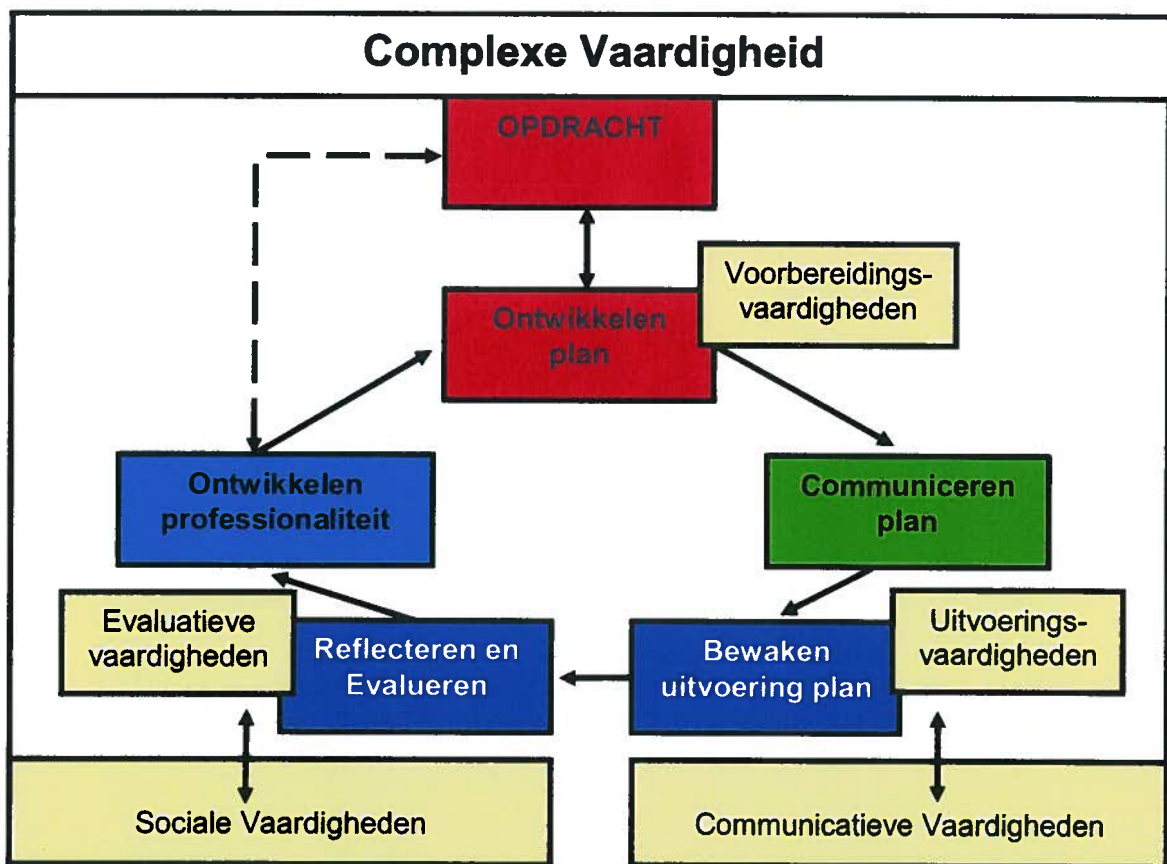 Complexe Vaardigheid
OPDRACHT
Voorbereidings-
vaardigheden
Ontwikkelen
plan
Ontwikkelen
professionaliteit
Communiceren
plan
Evaluatieve
vaardigheden
Reflecteren en
Evalueren
Bewaken
uitvoering plan
Uitvoerings-
vaardigheden
Sociale Vaardigheden
Communicatieve Vaardigheden